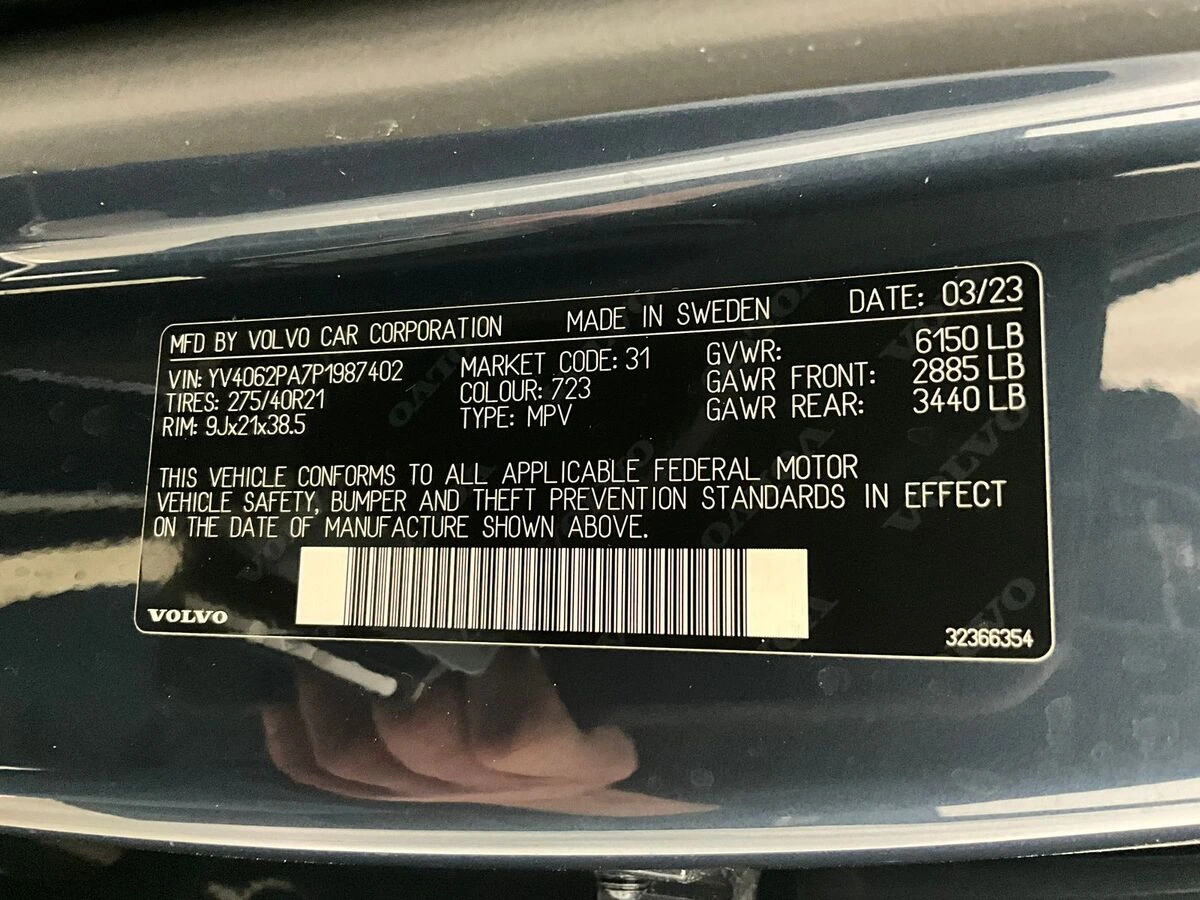 MFD BY VOLVO CAR CORPORATION MADE IN SWEDEN DATE: 03/23
VIN: YV4062PA7P1987402 MARKET CODE: 31 GVWR: 6150 LB
TIRES: 275/40R21 COLOUR: 723 GAWR FRONT: 2885 LB
RIM: 9Jx21x38.5 TYPE: MPV GAWR REAR: 3440 LB
THIS VEHICLE CONFORMS TO ALL APPLICABLE FEDERAL MOTOR
VEHICLE SAFETY, BUMPER AND THEFT PREVENTION STANDARDS IN EFFECT
ON THE DATE OF MANUFACTURE SHOWN ABOVE.
VOLVO
32366354